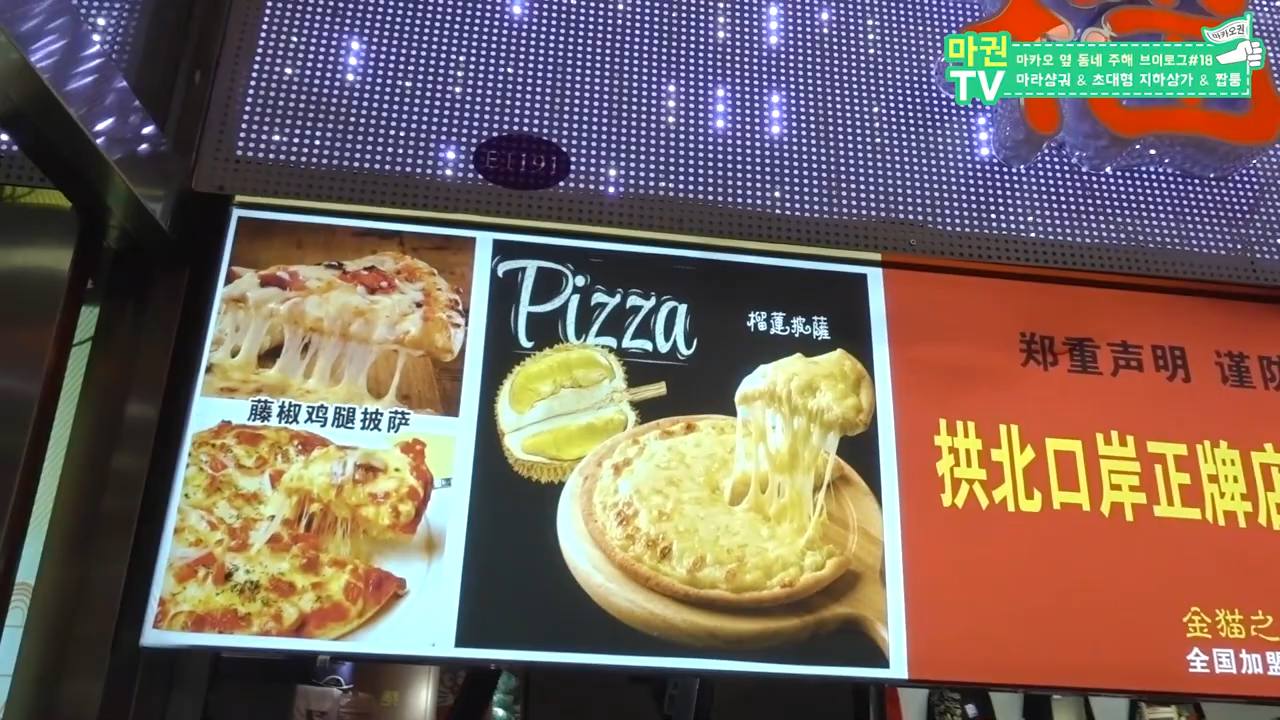 마카오권
마권
TV
마카오 옆 동네 주해 브이로그#18
마라샹궈 & 초대형 지하상가 & 짭퉁
E-E191
Pizza
榴蓮披薩
藤椒鸡腿披萨
郑重声明 谨防
拱北口岸正牌店
金猫之
全国加盟